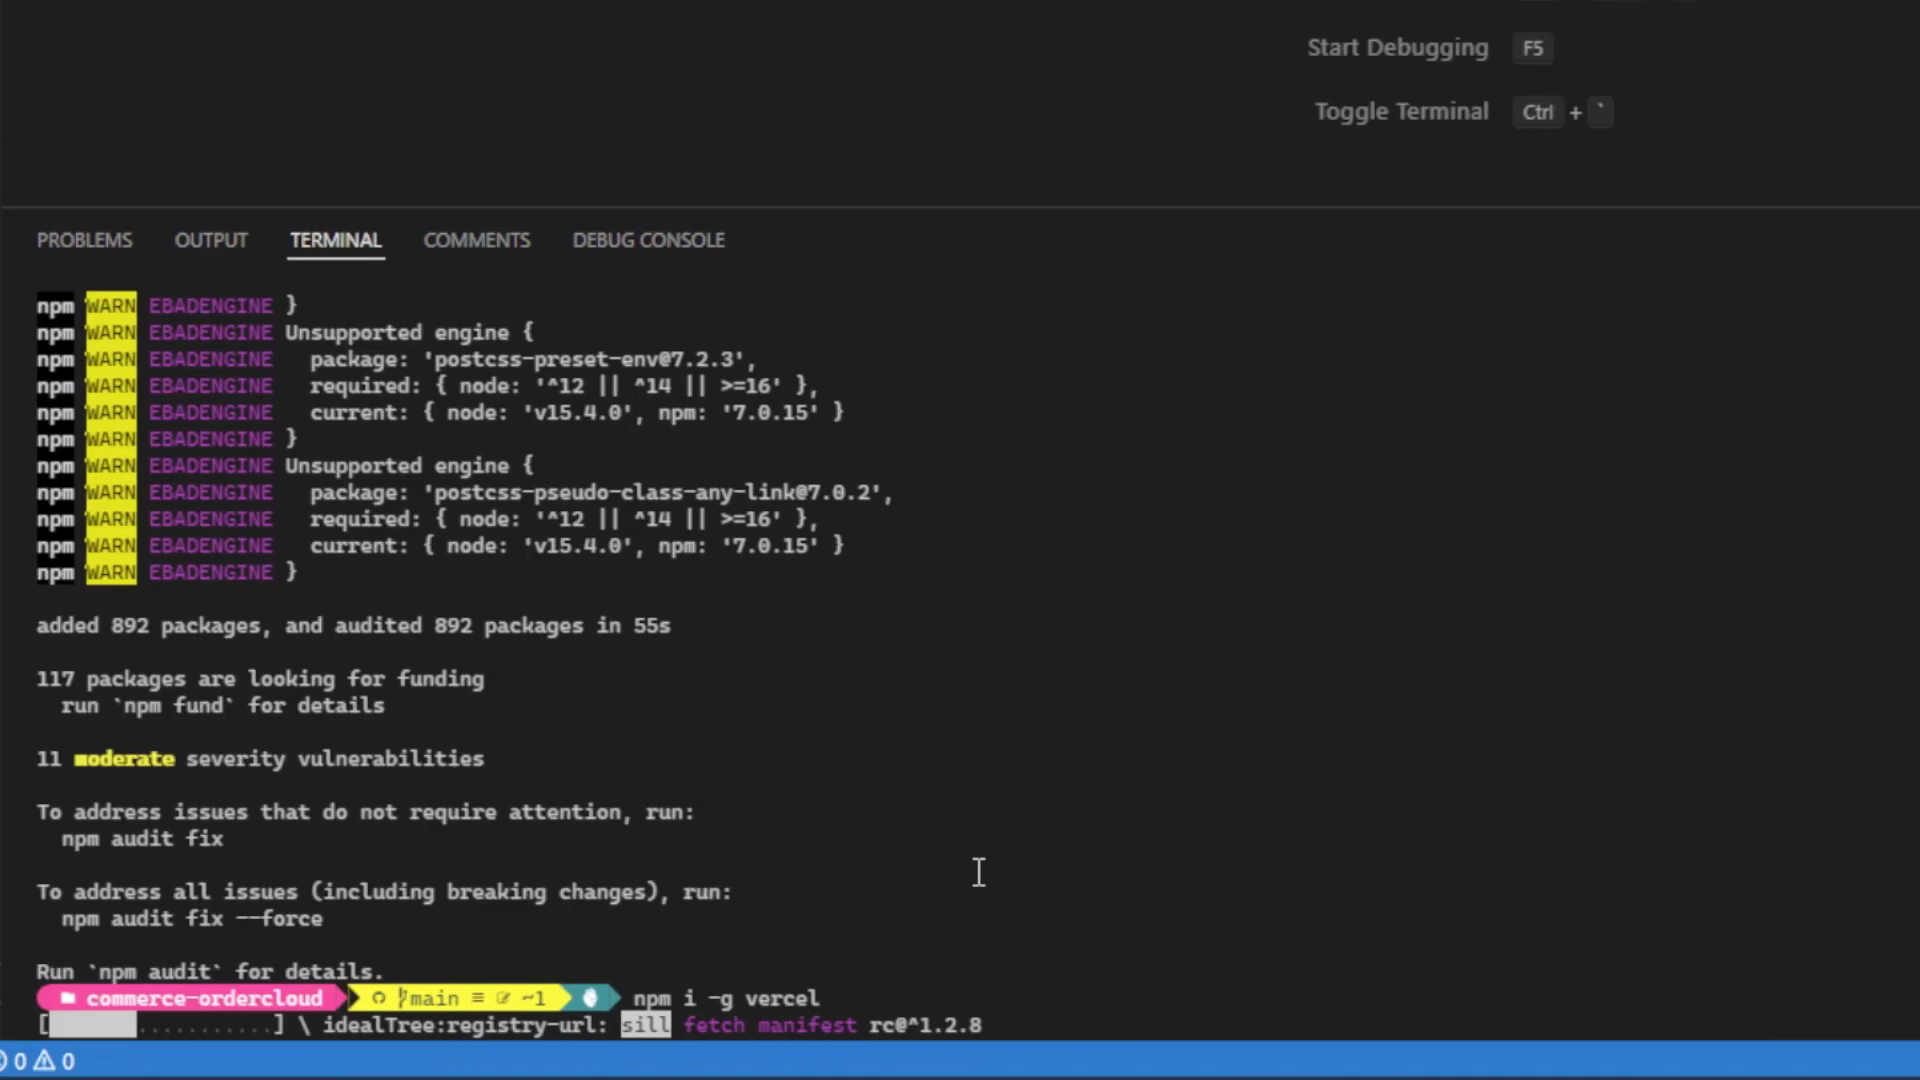 Start Debugging F5
Toggle Terminal Ctrl + `
PROBLEMS OUTPUT TERMINAL COMMENTS DEBUG CONSOLE
npm WARN EBADENGINE }
npm WARN EBADENGINE Unsupported engine {
npm WARN EBADENGINE   package: 'postcss-preset-env@7.2.3',
npm WARN EBADENGINE   required: { node: '^12 || ^14 || >=16' },
npm WARN EBADENGINE   current: { node: 'v15.4.0', npm: '7.0.15' }
npm WARN EBADENGINE }
npm WARN EBADENGINE Unsupported engine {
npm WARN EBADENGINE   package: 'postcss-pseudo-class-any-link@7.0.2',
npm WARN EBADENGINE   required: { node: '^12 || ^14 || >=16' },
npm WARN EBADENGINE   current: { node: 'v15.4.0', npm: '7.0.15' }
npm WARN EBADENGINE }
added 892 packages, and audited 892 packages in 55s
117 packages are looking for funding
  run `npm fund` for details
11 moderate severity vulnerabilities
To address issues that do not require attention, run:
  npm audit fix
To address all issues (including breaking changes), run:
  npm audit fix --force
Run `npm audit` for details.
commerce-ordercloud main ≡ ~1 npm i -g vercel
[...........] \ idealTree:registry-url: sill fetch manifest rc@^1.2.8
0 0